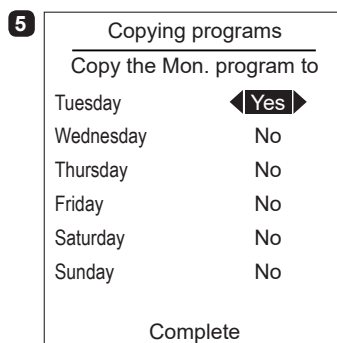 5
Copying programs
Copy the Mon. program to
Tuesday Yes
Wednesday No
Thursday No
Friday No
Saturday No
Sunday No
Complete